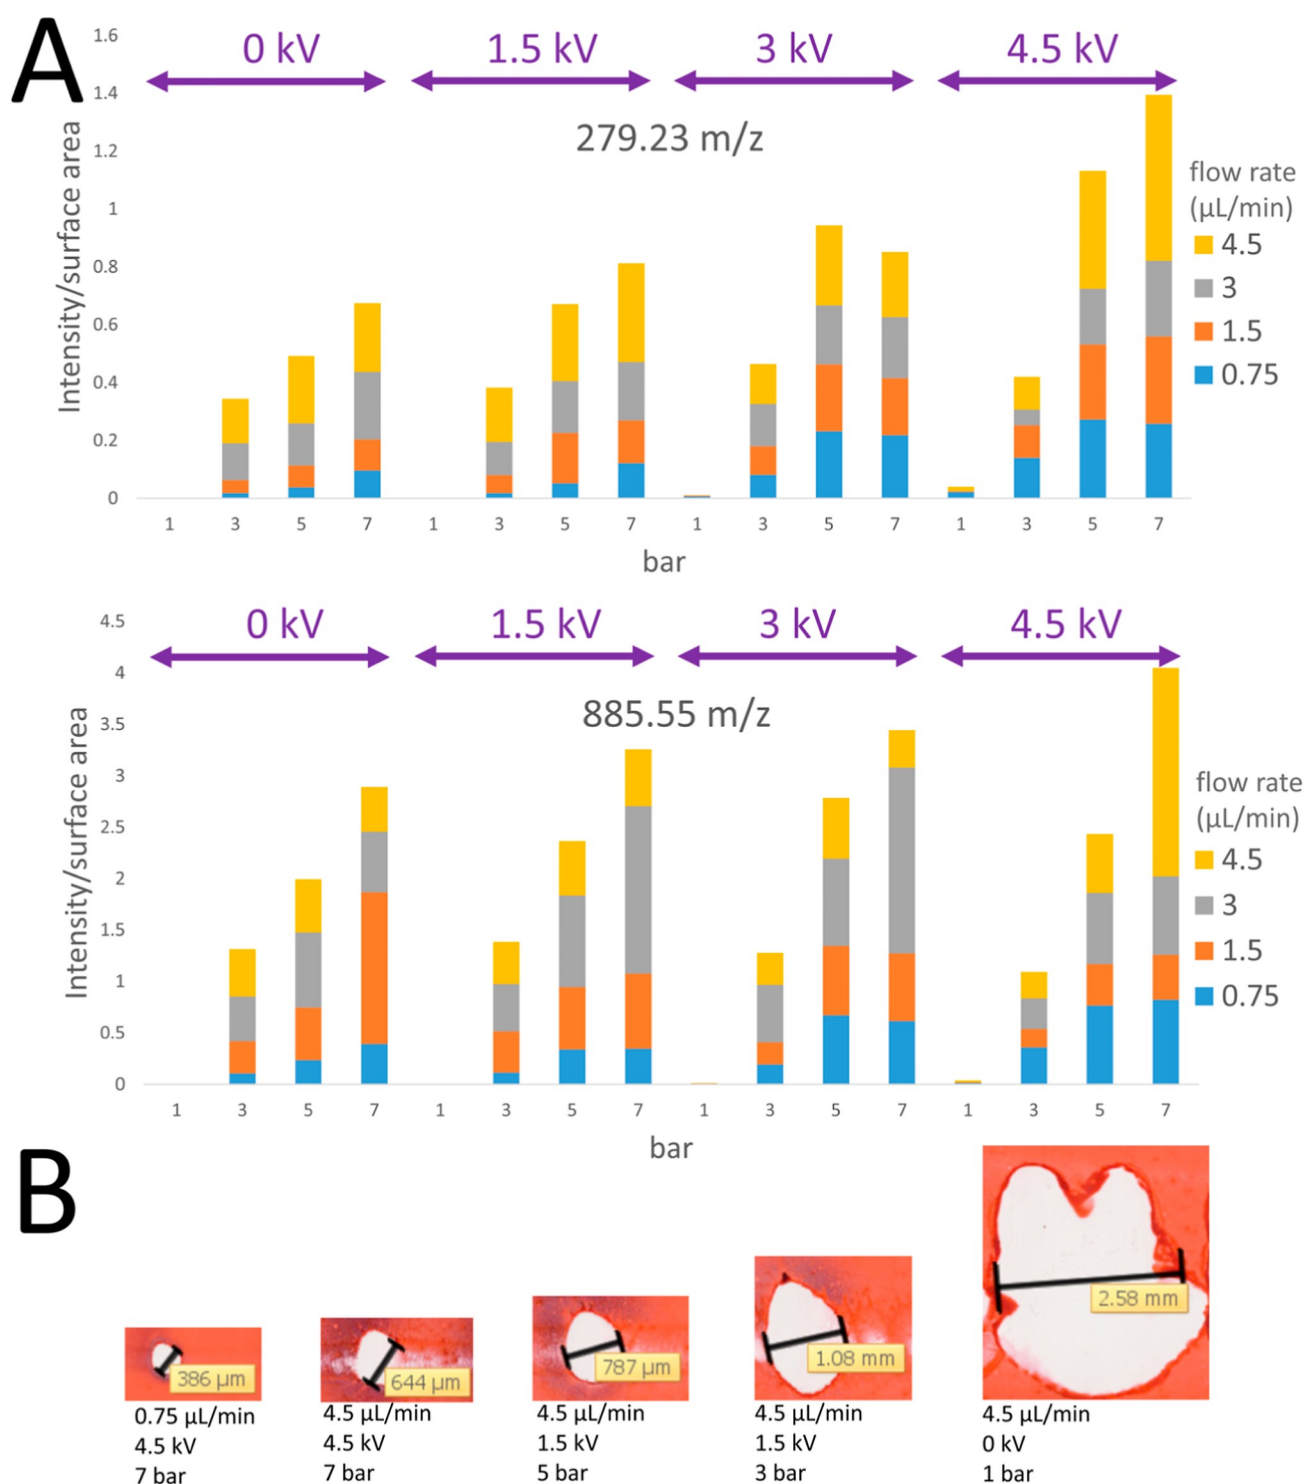 A
1.6
0 kV 1.5 kV 3 kV 4.5 kV
1.4
279.23 m/z
1.2
1
0.8
0.6
0.4
0.2
0
Intensity/surface area
flow rate
(µL/min)
4.5
3
1.5
0.75
1 3 5 7 1 3 5 7 1 3 5 7 1 3 5 7
bar
4.5
0 kV 1.5 kV 3 kV 4.5 kV
4
885.55 m/z
3.5
3
2.5
2
1.5
1
0.5
0
Intensity/surface area
flow rate
(µL/min)
4.5
3
1.5
0.75
1 3 5 7 1 3 5 7 1 3 5 7 1 3 5 7
bar
B
386 µm
0.75 µL/min
4.5 kV
7 bar
644 µm
4.5 µL/min
4.5 kV
7 bar
787 µm
4.5 µL/min
1.5 kV
5 bar
1.08 mm
4.5 µL/min
1.5 kV
3 bar
2.58 mm
4.5 µL/min
0 kV
1 bar